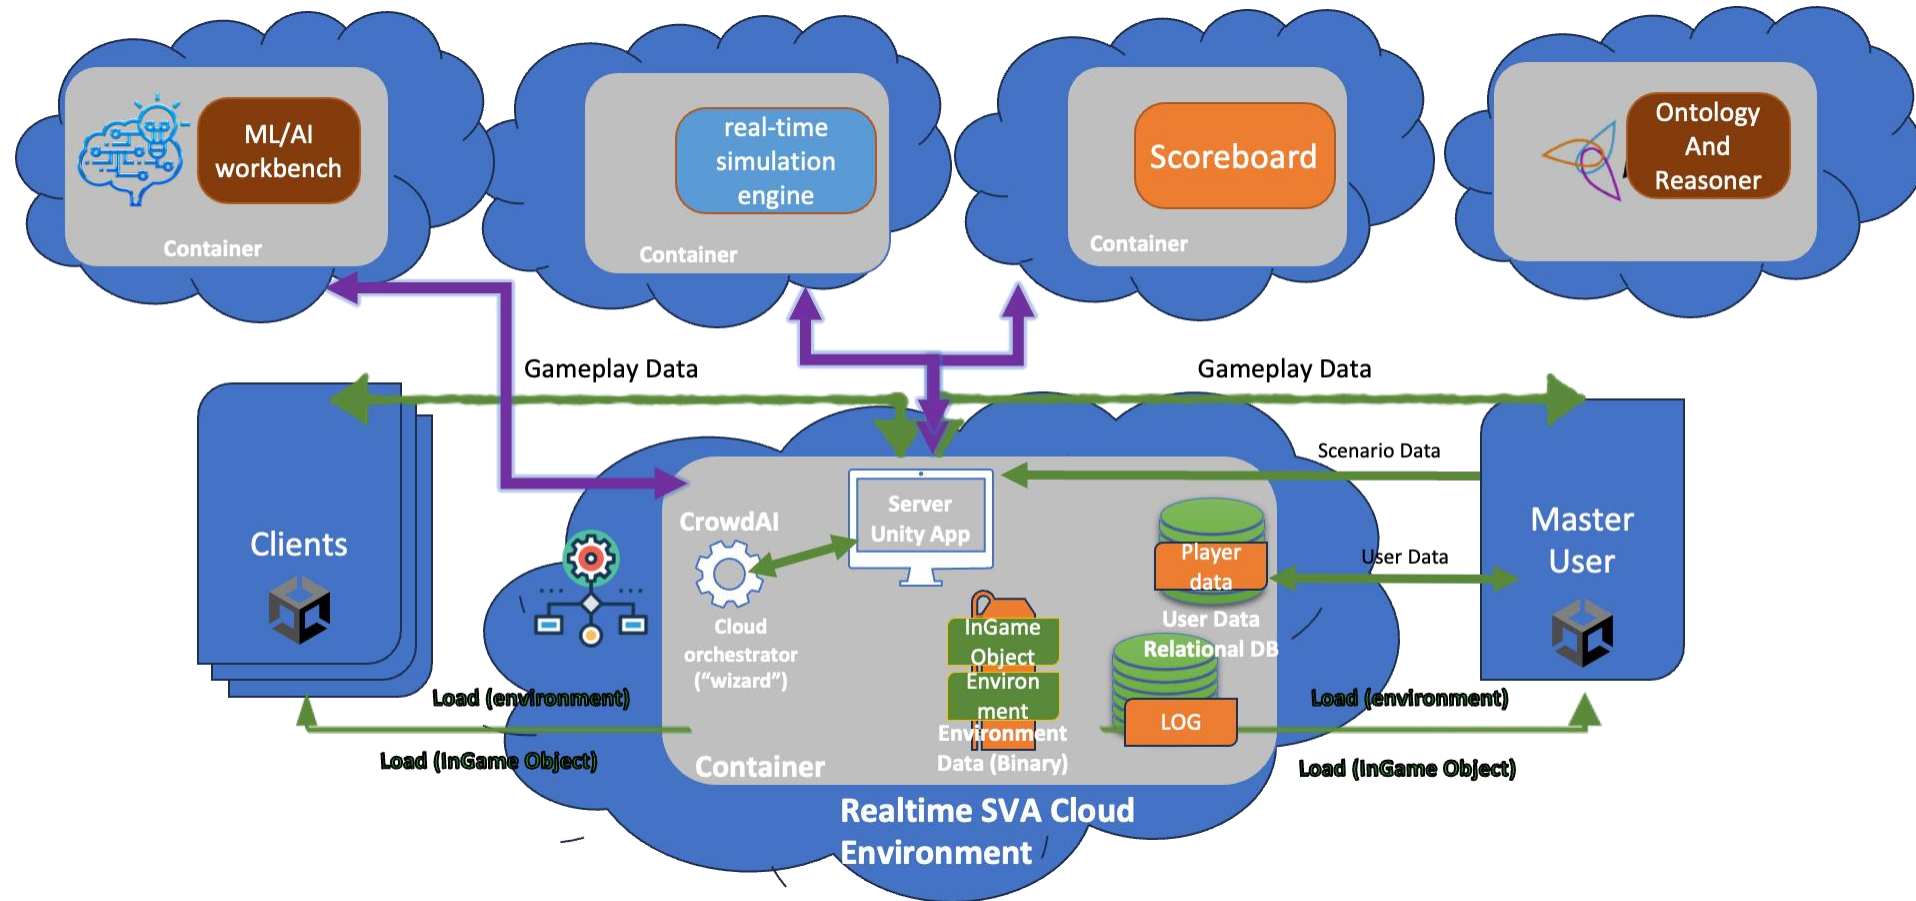 ML/AI
workbench
Container
real-time
simulation
engine
Container
Scoreboard
Container
Ontology
And
Reasoner
Gameplay Data
Gameplay Data
Clients
Scenario Data
Master
User
User Data
Server
Unity App
CrowdAI
Cloud
orchestrator
(“wizard”)
Player
data
User Data
Relational DB
InGame
Object
Environ
ment
Environment
Data (Binary)
LOG
Load (environment)
Load (InGame Object)
Load (environment)
Load (InGame Object)
Container
Realtime SVA Cloud
Environment